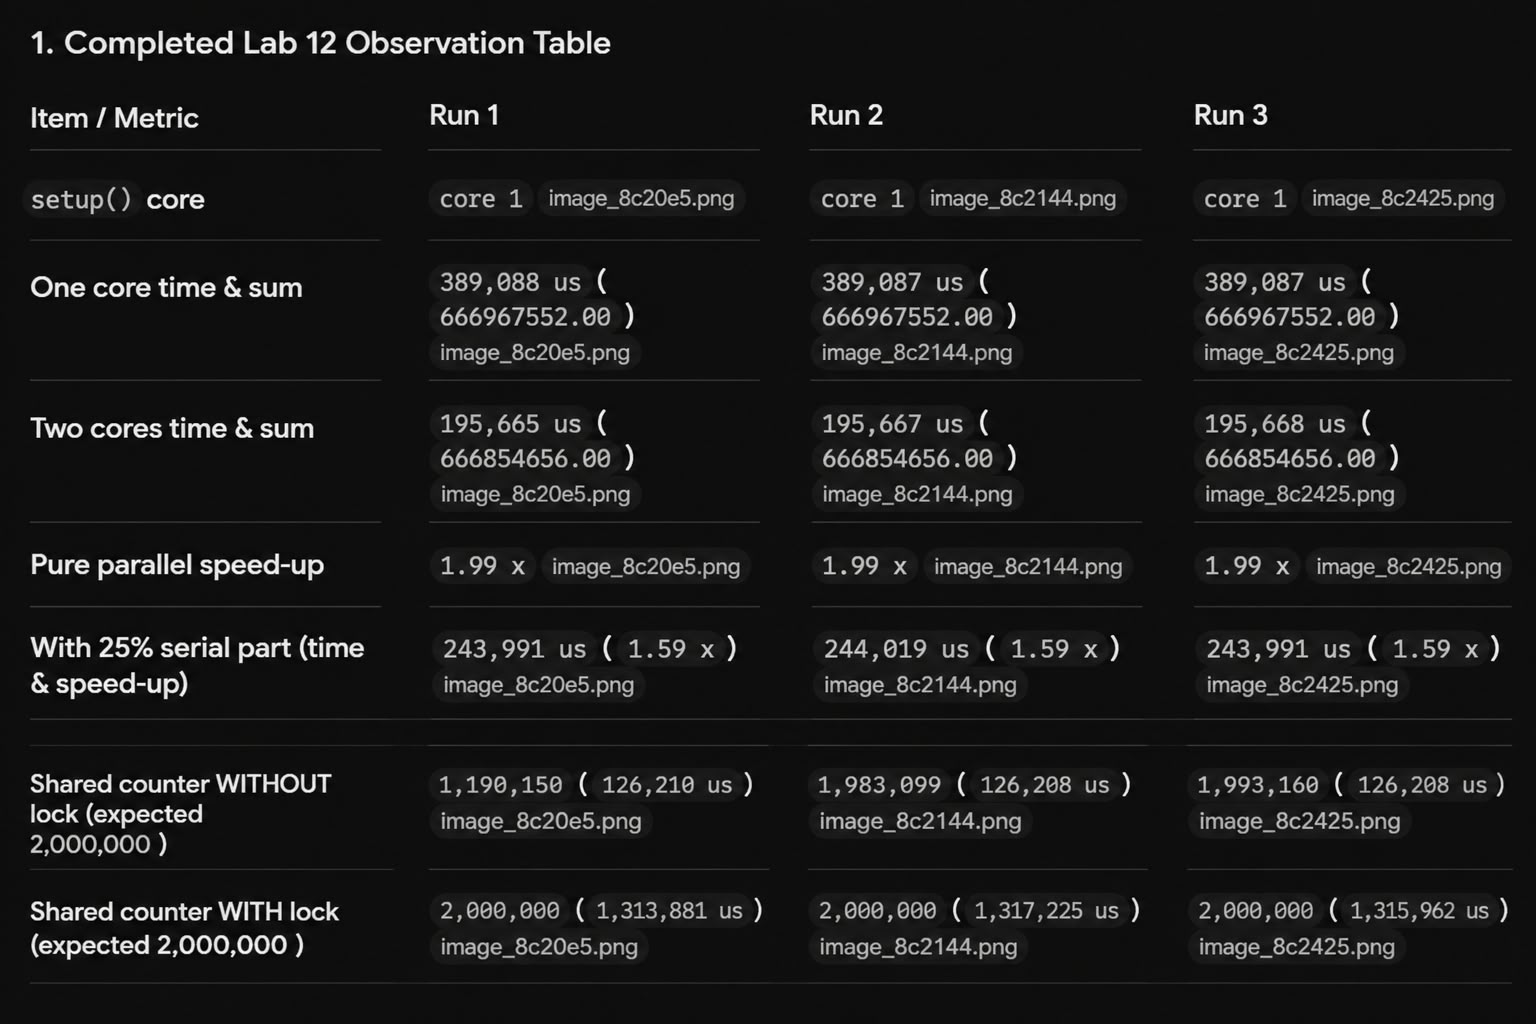 1. Completed Lab 12 Observation Table
Item / Metric Run 1 Run 2 Run 3
setup() core core 1 image_8c20e5.png core 1 image_8c2144.png core 1 image_8c2425.png
One core time & sum 389,088 us ( 389,087 us ( 389,087 us (
666967552.00 ) 666967552.00 ) 666967552.00 )
image_8c20e5.png image_8c2144.png image_8c2425.png
Two cores time & sum 195,665 us ( 195,667 us ( 195,668 us (
666854656.00 ) 666854656.00 ) 666854656.00 )
image_8c20e5.png image_8c2144.png image_8c2425.png
Pure parallel speed-up 1.99 x image_8c20e5.png 1.99 x image_8c2144.png 1.99 x image_8c2425.png
With 25% serial part (time 243,991 us ( 1.59 x ) 244,019 us ( 1.59 x ) 243,991 us ( 1.59 x )
& speed-up) image_8c20e5.png image_8c2144.png image_8c2425.png
Shared counter WITHOUT 1,190,150 ( 126,210 us ) 1,983,099 ( 126,208 us ) 1,993,160 ( 126,208 us )
lock (expected image_8c20e5.png image_8c2144.png image_8c2425.png
2,000,000 )
Shared counter WITH lock 2,000,000 ( 1,313,881 us ) 2,000,000 ( 1,317,225 us ) 2,000,000 ( 1,315,962 us )
(expected 2,000,000 ) image_8c20e5.png image_8c2144.png image_8c2425.png